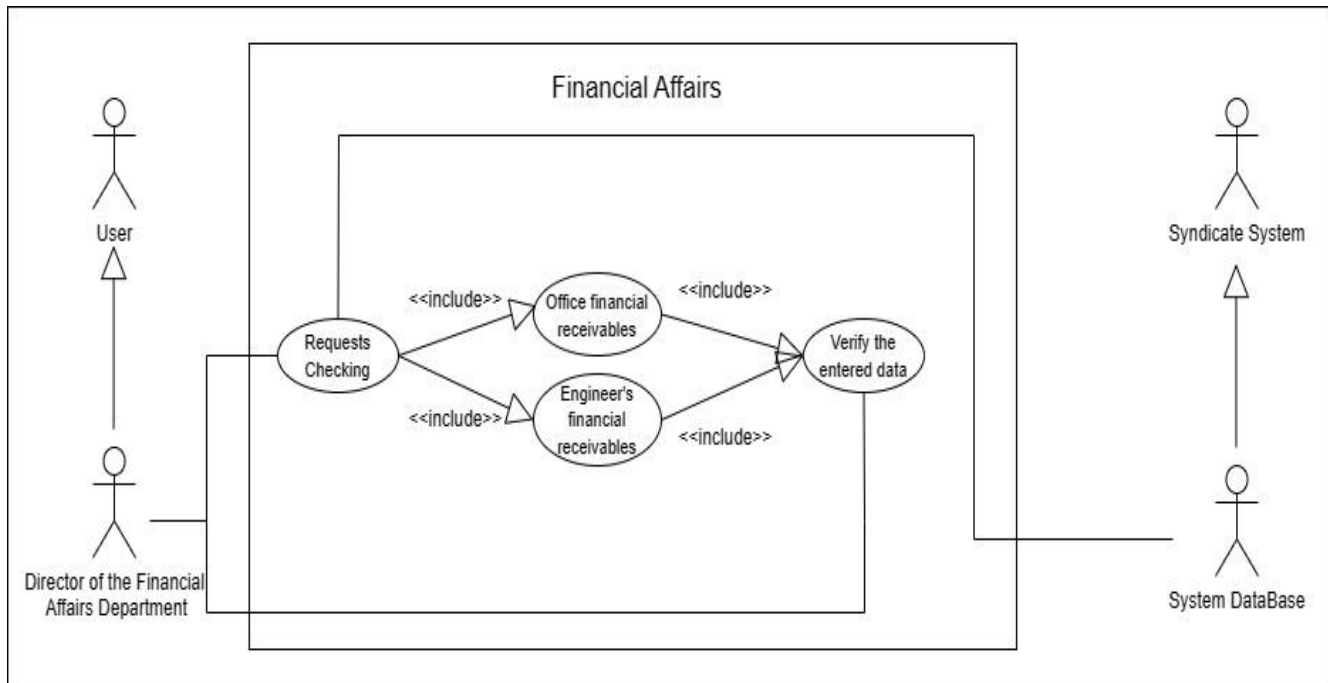 Financial Affairs
User
Syndicate System
<<include>>
<<include>>
Office financial
receivables
Requests
Checking
Verify the
entered data
Engineer's
financial
receivables
<<include>>
<<include>>
Director of the Financial
Affairs Department
System DataBase